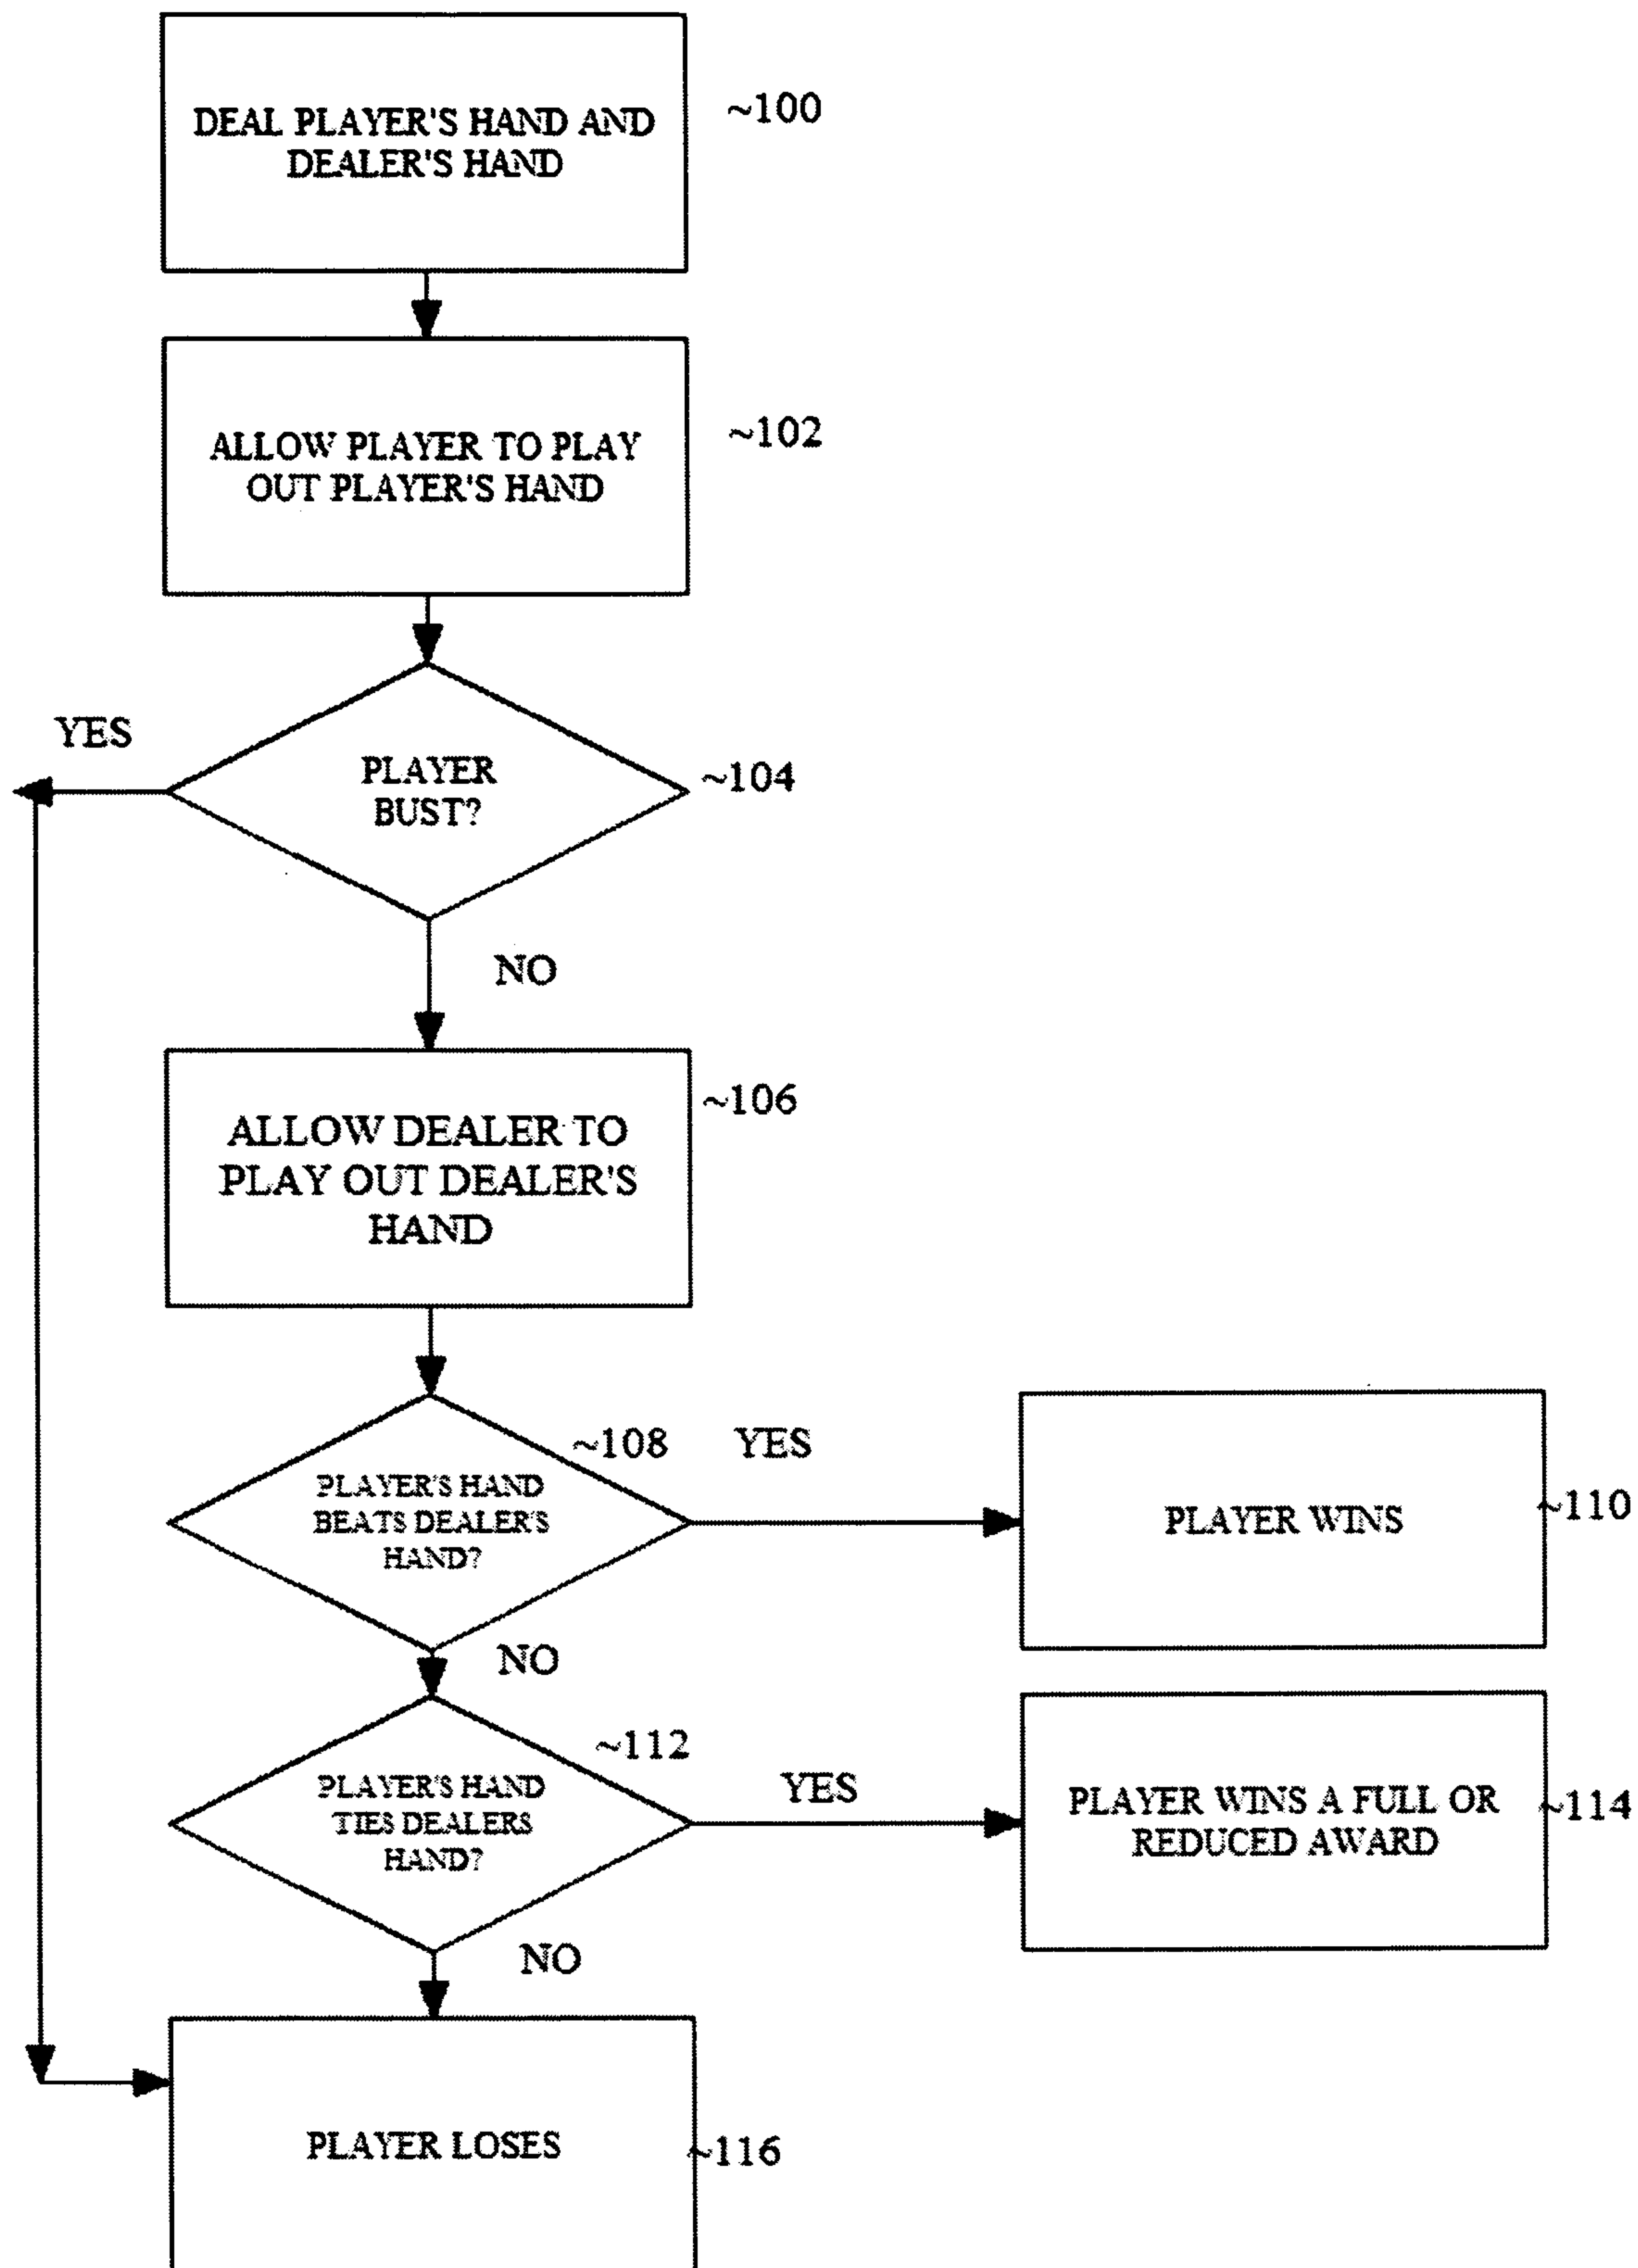 DEAL PLAYER'S HAND AND
DEALER'S HAND
~100
ALLOW PLAYER TO PLAY
OUT PLAYER'S HAND
~102
YES
PLAYER
BUST?
~104
NO
~106
ALLOW DEALER TO
PLAY OUT DEALER'S
HAND
~108
YES
PLAYER'S HAND
BEATS DEALER'S
HAND?
PLAYER WINS
~110
NO
~112
YES
PLAYER'S HAND
TIES DEALERS
HAND?
PLAYER WINS A FULL OR
REDUCED AWARD
~114
NO
PLAYER LOSES
~116